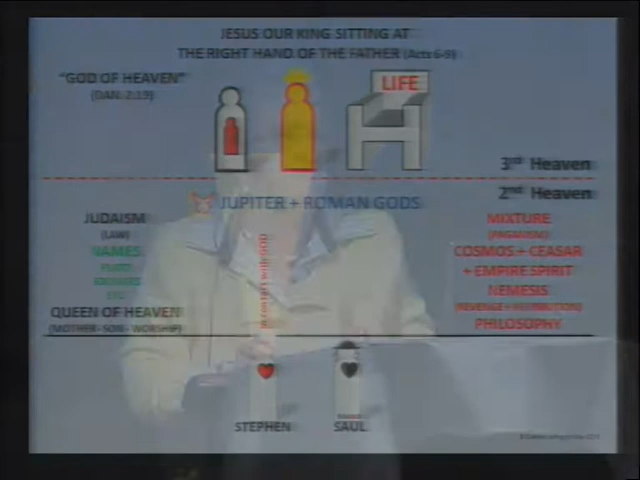 JESUS OUR KING SITTING AT
THE RIGHT HAND OF THE FATHER (Acts 6-9)
"GOD OF HEAVEN"
(DAN. 2:19)
LIFE
3rd Heaven
2nd Heaven
JUPITER + ROMAN GODS
JUDAISM
(LAW)
NAMES
QUEEN OF HEAVEN
(MOTHER - SON - WORSHIP)
MIXTURE
(PAGANISM)
COSMOS + CEASAR
+ EMPIRE SPIRIT
NEMESIS
PHILOSOPHY
WITH GOD
STEPHEN
SAUL